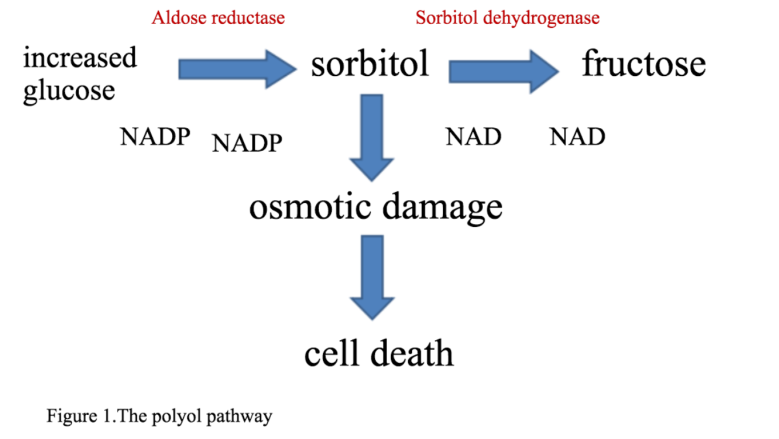 Aldose reductase
Sorbitol dehydrogenase
increased
glucose
sorbitol
fructose
NADP
NADP
NAD
NAD
osmotic damage
cell death
Figure 1.The polyol pathway